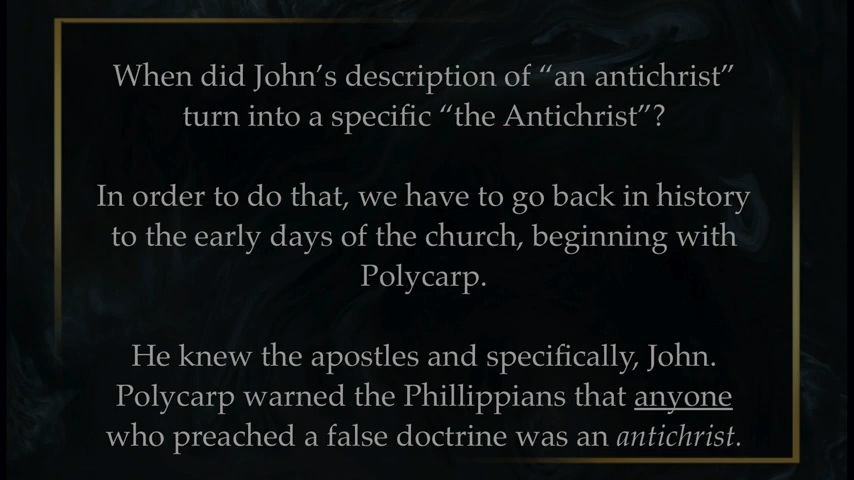 When did John’s description of “an antichrist”
turn into a specific “the Antichrist”?
In order to do that, we have to go back in history
to the early days of the church, beginning with
Polycarp.
He knew the apostles and specifically, John.
Polycarp warned the Phillippians that anyone
who preached a false doctrine was an antichrist.